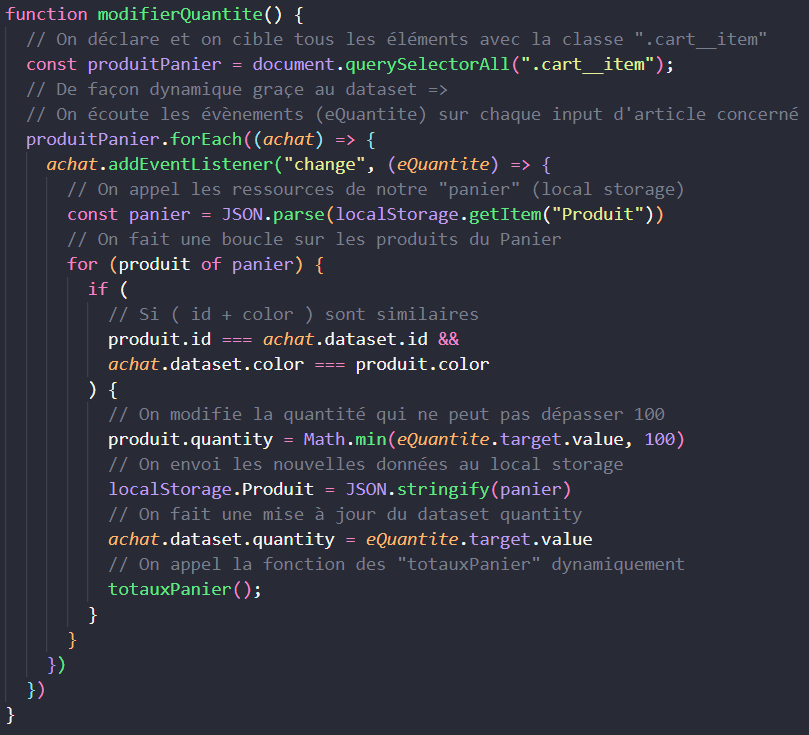 function modifierQuantite() {
// On déclare et on cible tous les éléments avec la classe ".cart__item"
const produitPanier = document.querySelectorAll(".cart__item");
// De façon dynamique graçe au dataset =>
// On écoute les évènements (eQuantite) sur chaque input d'article concerné
produitPanier.forEach((achat) => {
achat.addEventListener("change", (eQuantite) => {
// On appel les ressources de notre "panier" (local storage)
const panier = JSON.parse(localStorage.getItem("Produit"))
// On fait une boucle sur les produits du Panier
for (produit of panier) {
if (
// Si ( id + color ) sont similaires
produit.id === achat.dataset.id &&
achat.dataset.color === produit.color
) {
// On modifie la quantité qui ne peut pas dépasser 100
produit.quantity = Math.min(eQuantite.target.value, 100)
// On envoi les nouvelles données au local storage
localStorage.Produit = JSON.stringify(panier)
// On fait une mise à jour du dataset quantity
achat.dataset.quantity = eQuantite.target.value
// On appel la fonction des "totauxPanier" dynamiquement
totauxPanier();
}
}
})
})
}